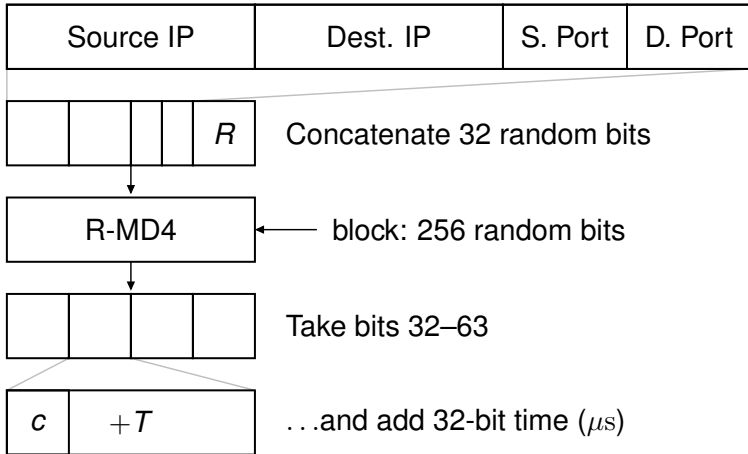 Source IP Dest. IP S. Port D. Port
R Concatenate 32 random bits
R-MD4 block: 256 random bits
Take bits 32–63
c +T ...and add 32-bit time (μs)